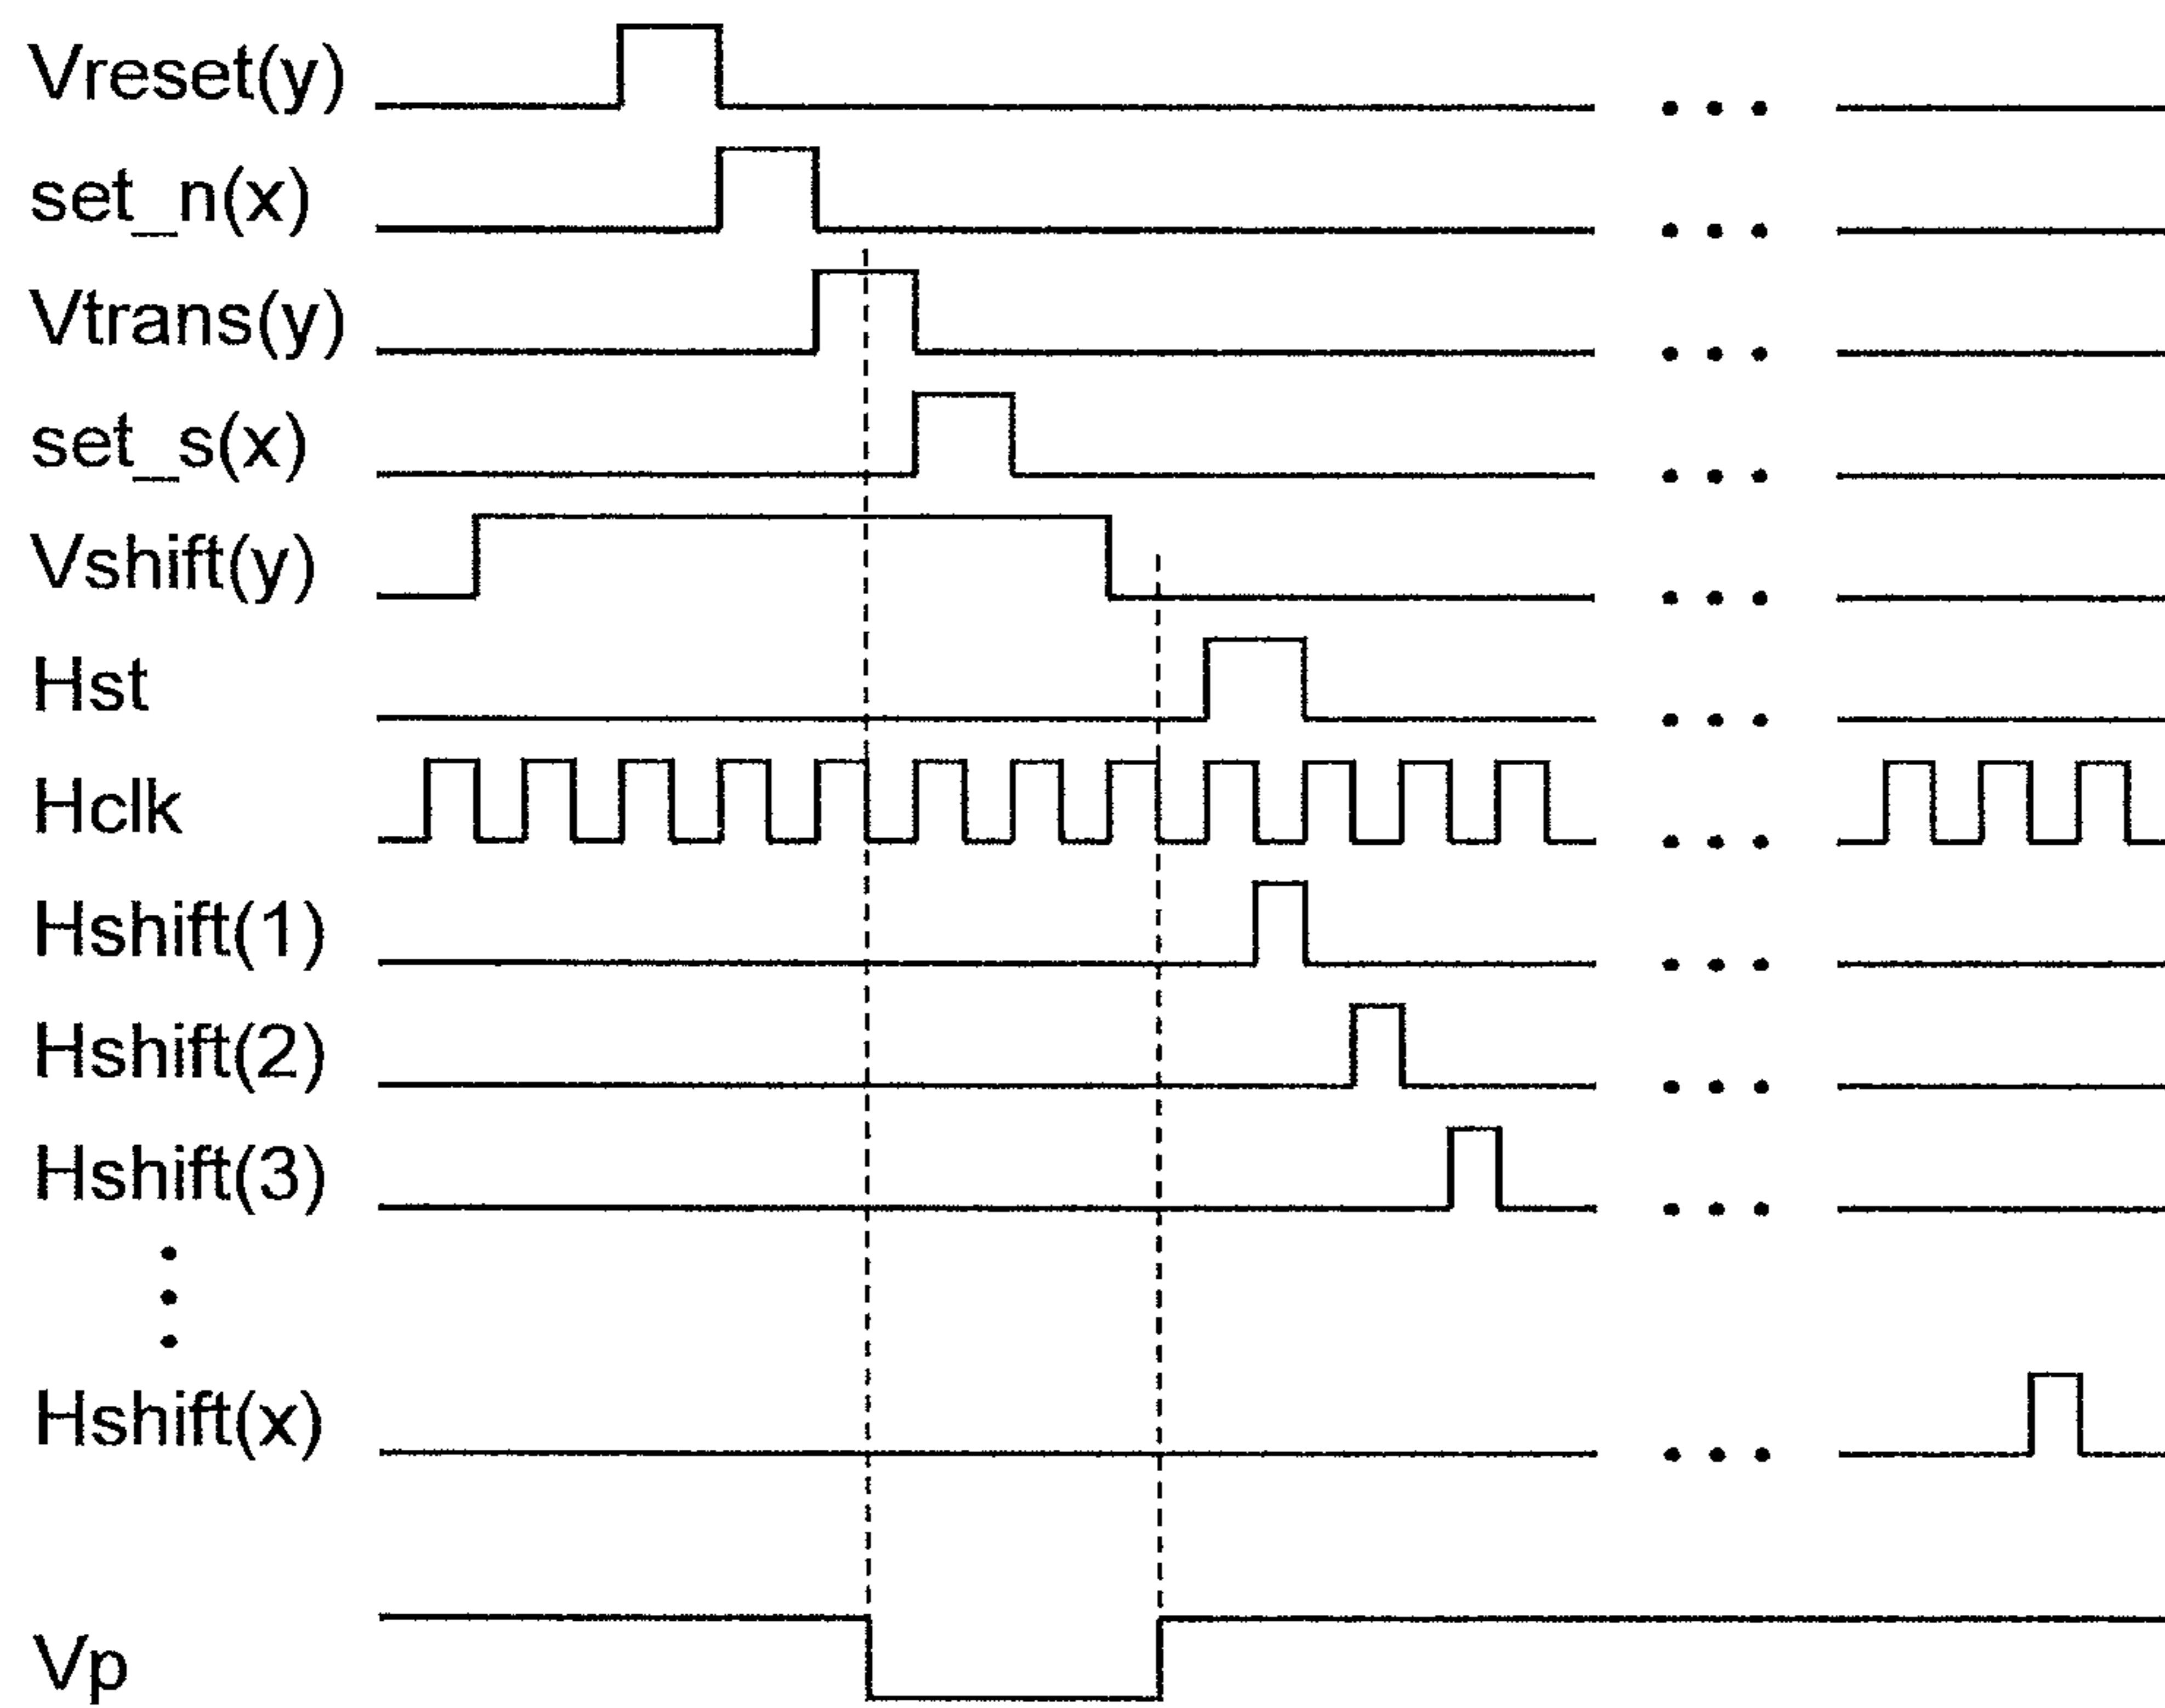 Vreset(y)
set_n(x)
Vtrans(y)
set_s(x)
Vshift(y)
Hst
Hclk
Hshift(1)
Hshift(2)
Hshift(3)
Hshift(x)
Vp